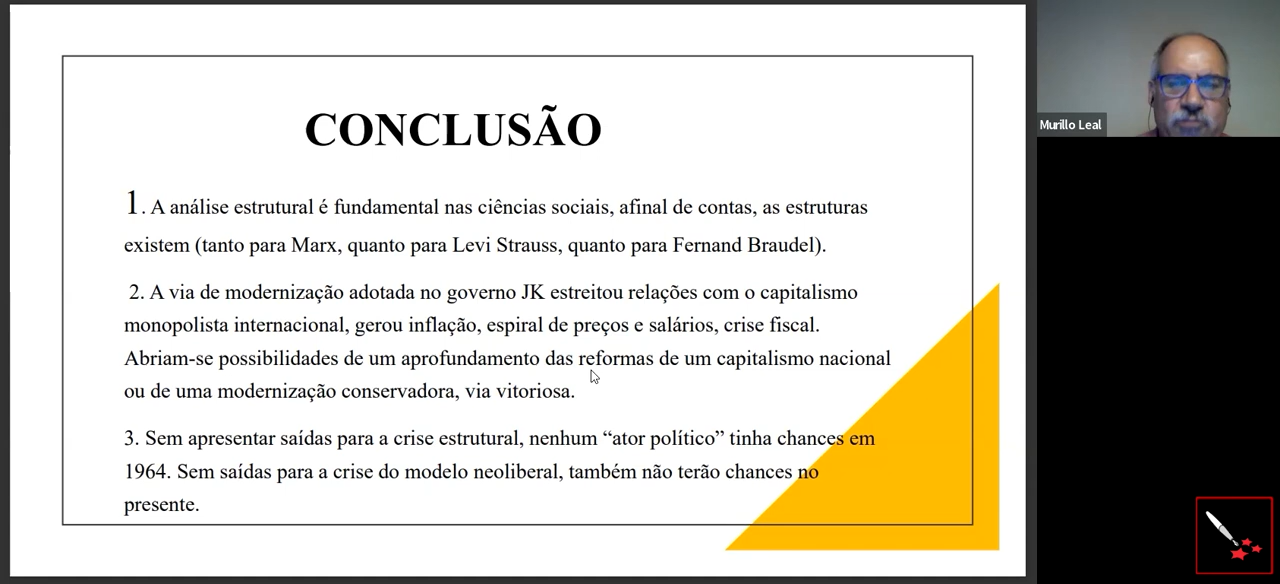 CONCLUSÃO
1. A análise estrutural é fundamental nas ciências sociais, afinal de contas, as estruturas
existem (tanto para Marx, quanto para Levi Strauss, quanto para Fernand Braudel).
2. A via de modernização adotada no governo JK estreitou relações com o capitalismo
monopolista internacional, gerou inflação, espiral de preços e salários, crise fiscal.
Abriam-se possibilidades de um aprofundamento das reformas de um capitalismo nacional
ou de uma modernização conservadora, via vitoriosa.
3. Sem apresentar saídas para a crise estrutural, nenhum “ator político” tinha chances em
1964. Sem saídas para a crise do modelo neoliberal, também não terão chances no
presente.
Murillo Leal